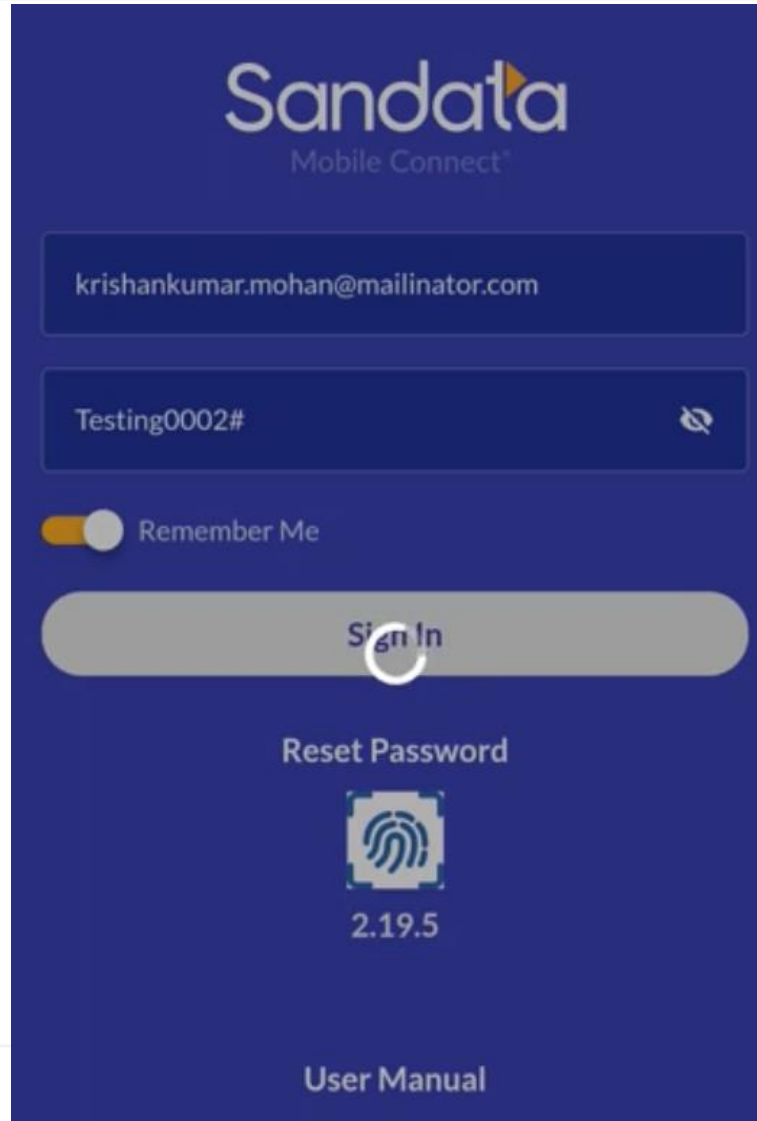 Sandata
Mobile Connect
krishankumar.mohan@mailinator.com
Testing0002#
Remember Me
Sign In
Reset Password
2.19.5
User Manual